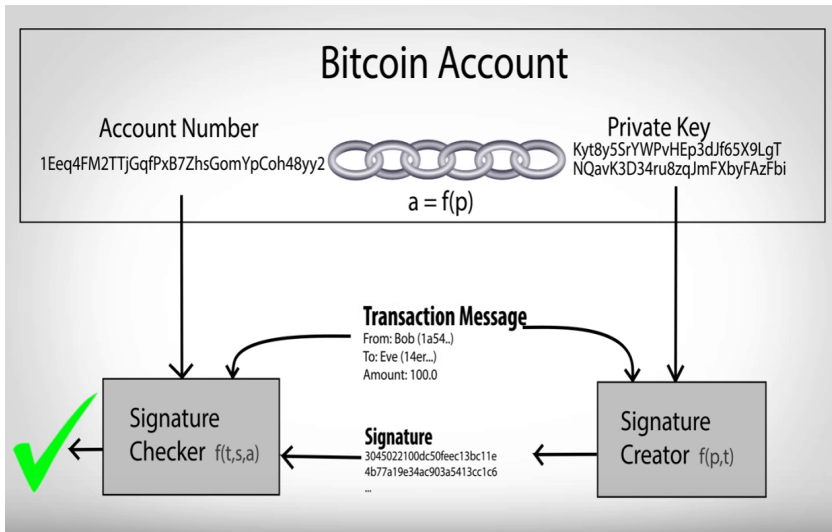 Bitcoin Account
Account Number
1Eeq4FM2TTjGqfPxB7ZhsGomYpCoh48yy2
Private Key
Kyt8y5SrYWPvHEp3dJf65X9LgT
NQavK3D34ru8zqJmFXbyFAzFbi
a = f(p)
Transaction Message
From: Bob (1a54..)
To: Eve (14er...)
Amount: 100.0
Signature
Checker f(t,s,a)
Signature
3045022100dc50feec13bc11e
4b77a19e34ac903a5413cc1c6
...
Signature
Creator f(p,t)